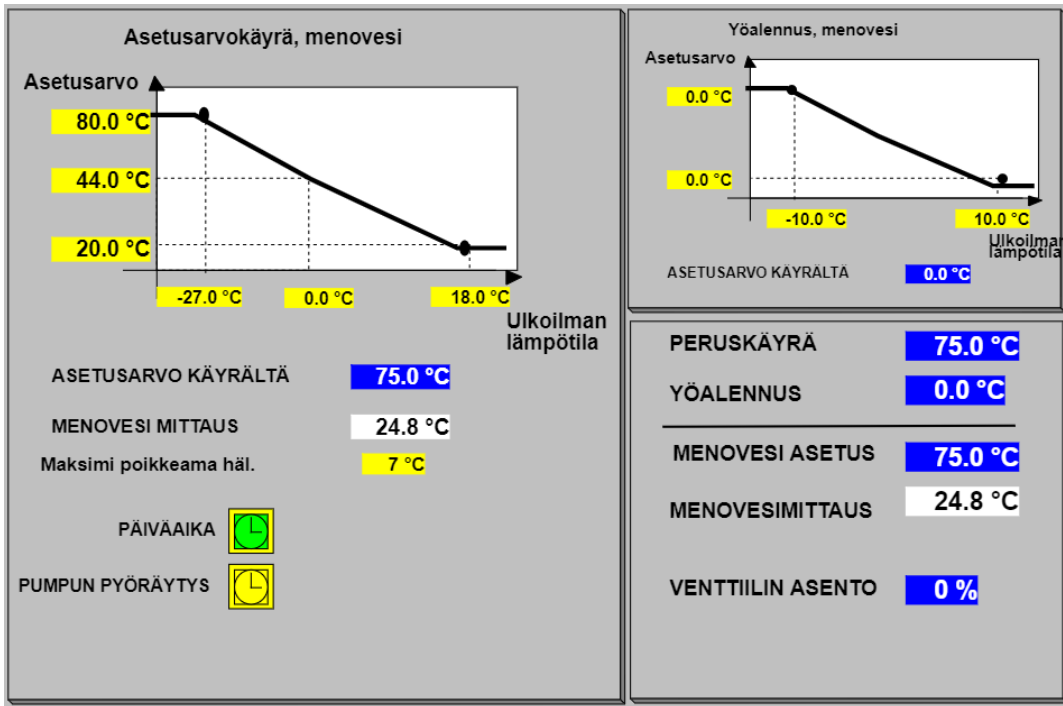 Asetusarvokäyrä, menovesi
Asetusarvo
80.0 °C
44.0 °C
20.0 °C
-27.0 °C
0.0 °C
18.0 °C
Ulkoilman
lämpötila
ASETUSARVO KÄYRÄLTÄ 75.0 °C
MENOVESI MITTAUS 24.8 °C
Maksimi poikkeama häl. 7 °C
PÄIVÄAIKA
PUMPUN PYÖRÄYTYS
Yöalennus, menovesi
Asetusarvo
0.0 °C
0.0 °C
-10.0 °C
10.0 °C
Ulkoilman
lämpötila
ASETUSARVO KÄYRÄLTÄ 0.0 °C
PERUSKÄYRÄ 75.0 °C
YÖALENNUS 0.0 °C
MENOVESI ASETUS 75.0 °C
MENOVESIMITTAUS 24.8 °C
VENTTIILIN ASENTO 0 %